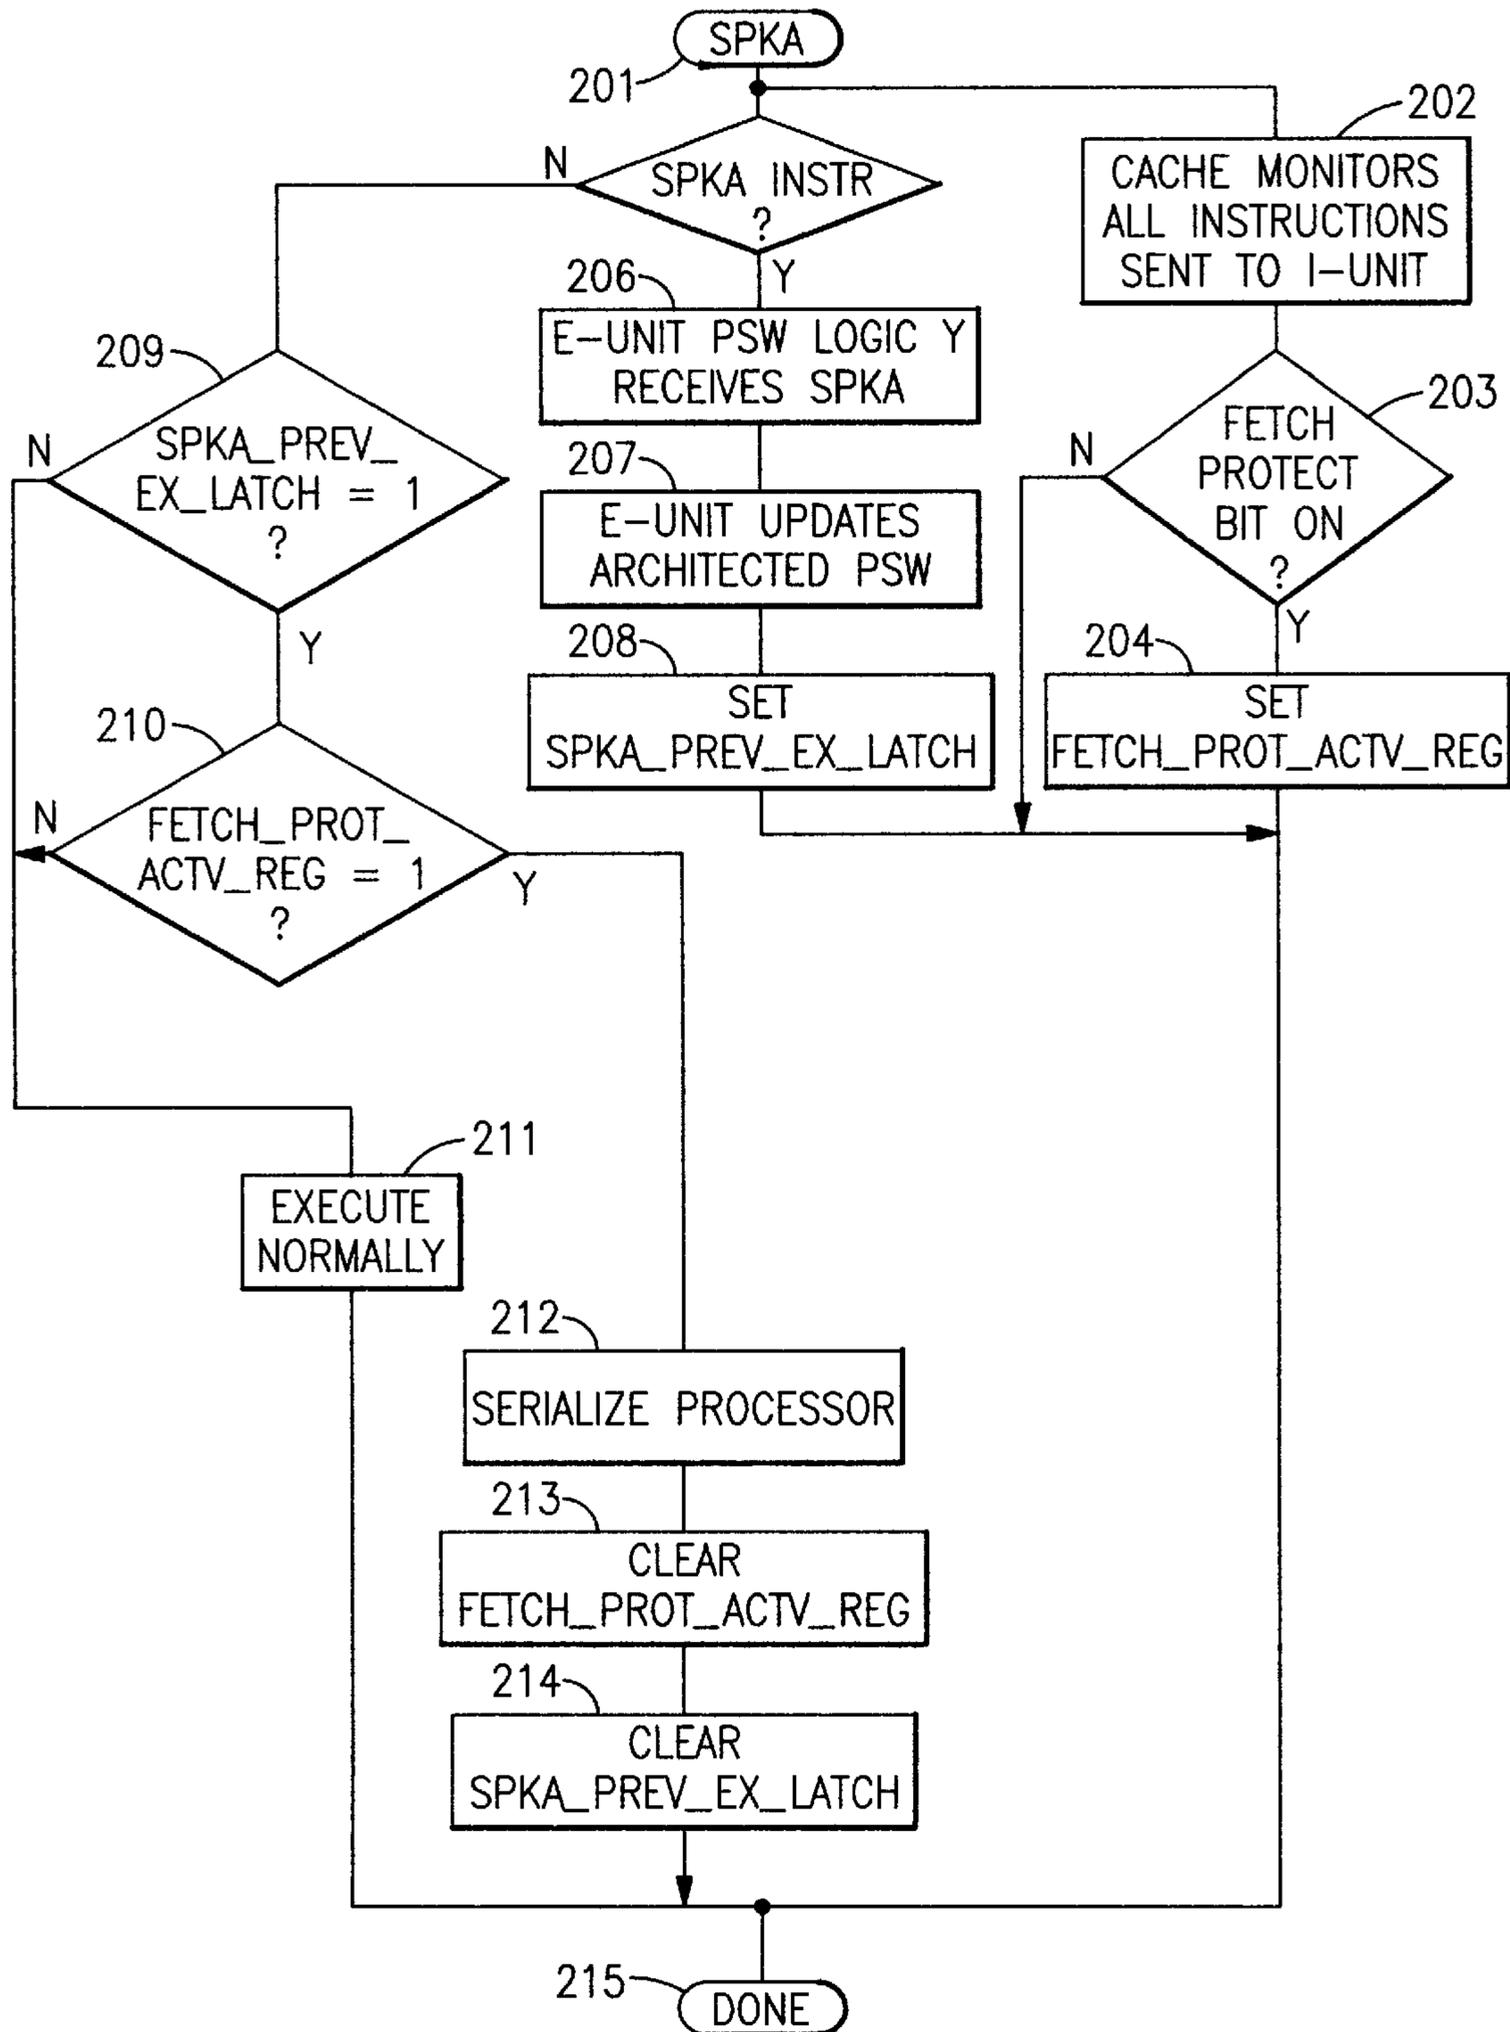 SPKA
201
202
N
SPKA INSTR
?
Y
CACHE MONITORS
ALL INSTRUCTIONS
SENT TO I-UNIT
206
E-UNIT PSW LOGIC Y
RECEIVES SPKA
209
N
SPKA_PREV_
EX_LATCH = 1
?
Y
203
N
FETCH
PROTECT
BIT ON
?
Y
207
E-UNIT UPDATES
ARCHITECTED PSW
208
SET
SPKA_PREV_EX_LATCH
204
SET
FETCH_PROT_ACTV_REG
210
N
FETCH_PROT_
ACTV_REG = 1
?
Y
211
EXECUTE
NORMALLY
212
SERIALIZE PROCESSOR
213
CLEAR
FETCH_PROT_ACTV_REG
214
CLEAR
SPKA_PREV_EX_LATCH
215
DONE